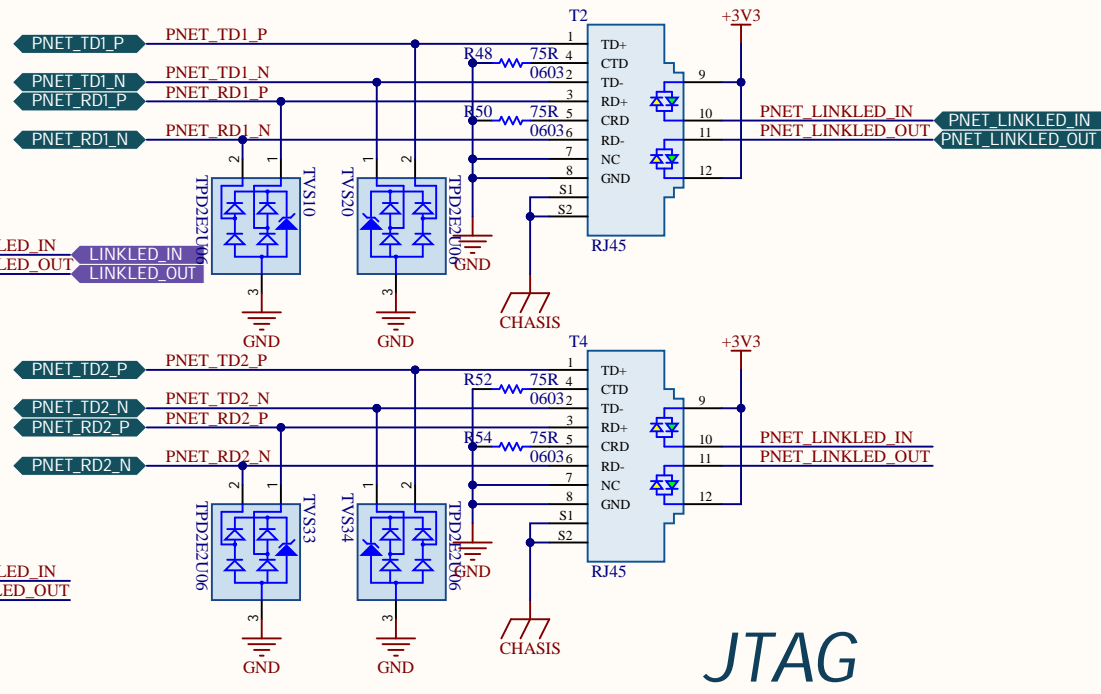 T2
+3V3
PNET_TD1_P PNET_TD1_P 1 TD+
R48 75R 4 CTD
PNET_TD1_N PNET_TD1_N 0603 2 TD- 9
PNET_RD1_P PNET_RD1_P 3 RD+
R50 75R 5 CRD 10 PNET_LINKLED_IN PNET_LINKLED_IN
PNET_RD1_N PNET_RD1_N 0603 6 RD- 11 PNET_LINKLED_OUT PNET_LINKLED_OUT
7 NC
2 1 1 2 8 GND 12
TPD2E2U06 TVS10 TVS20 TPD2E2U06
S1
S2
RJ45
LED_IN LINKLED_IN
LED_OUT LINKLED_OUT
GND
3 3
CHASIS
GND GND
T4
+3V3
PNET_TD2_P PNET_TD2_P 1 TD+
R52 75R 4 CTD
PNET_TD2_N PNET_TD2_N 0603 2 TD- 9
PNET_RD2_P PNET_RD2_P 3 RD+
R54 75R 5 CRD 10 PNET_LINKLED_IN
PNET_RD2_N PNET_RD2_N 0603 6 RD- 11 PNET_LINKLED_OUT
7 NC
2 1 1 2 8 GND 12
TPD2E2U06 TVS33 TVS34 TPD2E2U06
S1
S2
RJ45
LED_IN
LED_OUT
GND
3 3
CHASIS
GND GND
JTAG